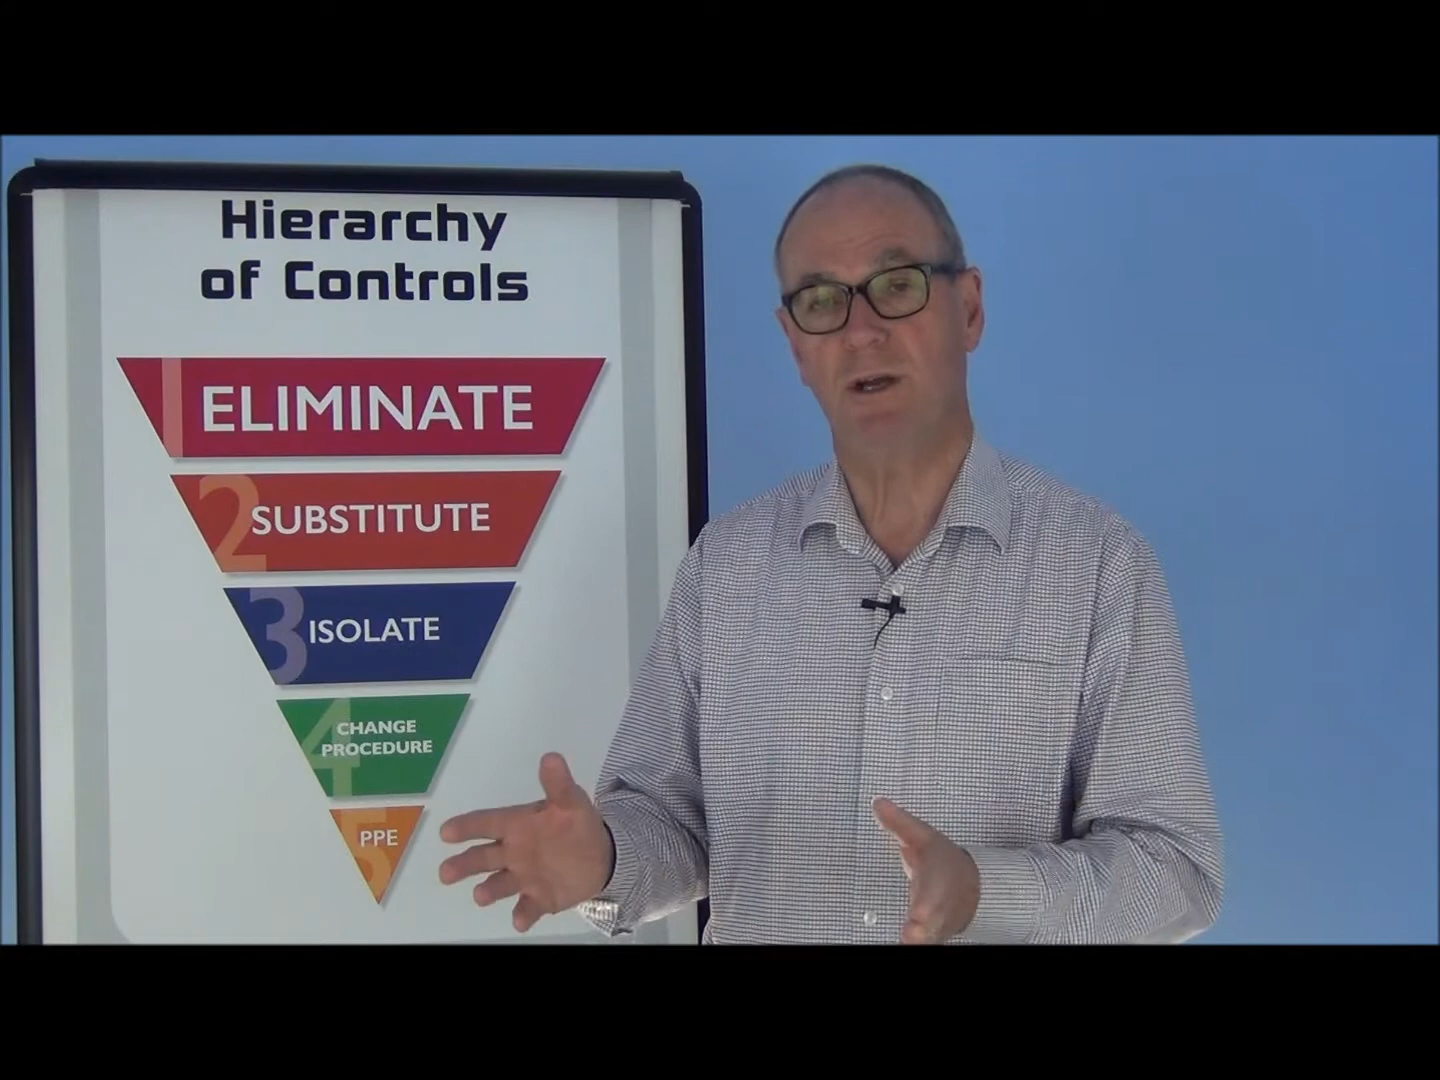 Hierarchy
of Controls
1 ELIMINATE
2 SUBSTITUTE
3 ISOLATE
4 CHANGE
PROCEDURE
5 PPE